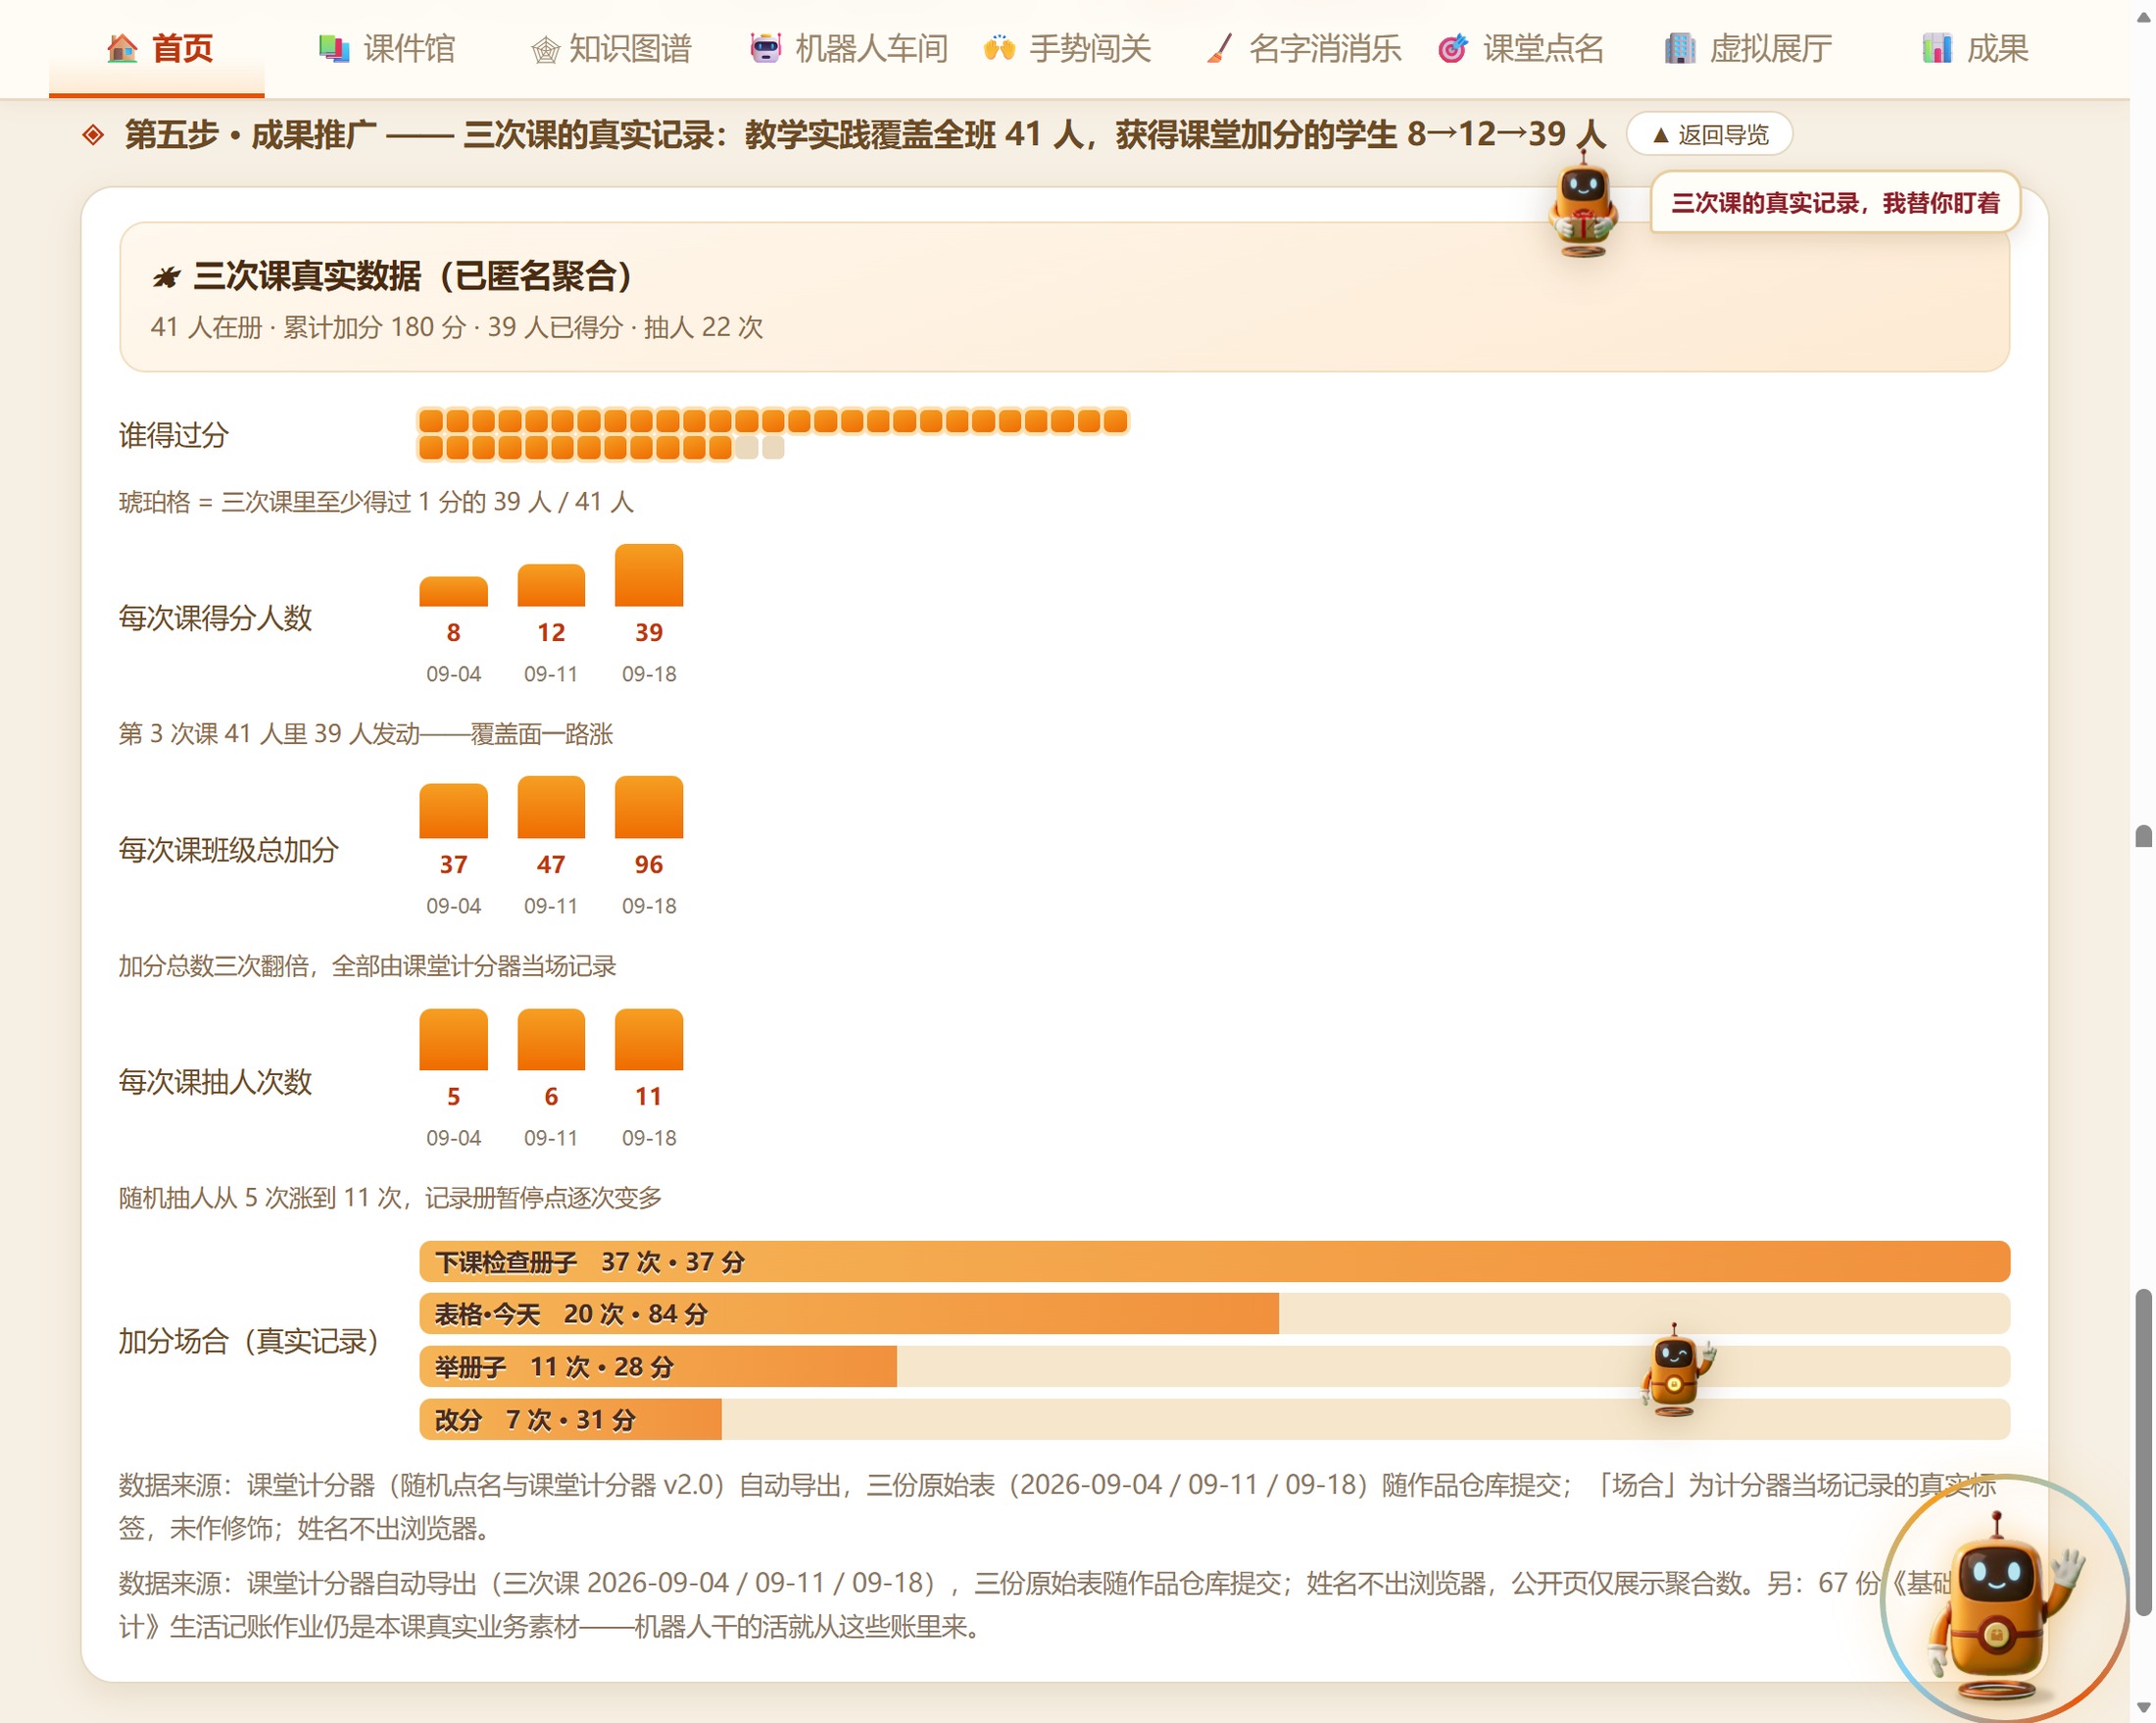 首页 课件馆 知识图谱 机器人车间 手势闯关 名字消消乐 课堂点名 虚拟展厅 成果
第五步 • 成果推广 —— 三次课的真实记录：教学实践覆盖全班 41 人，获得课堂加分的学生 8→12→39 人 ▲ 返回导览
三次课的真实记录，我替你盯着
三次课真实数据（已匿名聚合）
41 人在册 · 累计加分 180 分 · 39 人已得分 · 抽人 22 次
谁得过分
琥珀格 = 三次课里至少得过 1 分的 39 人 / 41 人
每次课得分人数
8 12 39
09-04 09-11 09-18
第 3 次课 41 人里 39 人发动——覆盖面一路涨
每次课班级总加分
37 47 96
09-04 09-11 09-18
加分总数三次翻倍，全部由课堂计分器当场记录
每次课抽人次数
5 6 11
09-04 09-11 09-18
随机抽人从 5 次涨到 11 次，记录册暂停点逐次变多
加分场合（真实记录）
下课检查册子 37 次 • 37 分
表格•今天 20 次 • 84 分
举册子 11 次 • 28 分
改分 7 次 • 31 分
数据来源：课堂计分器（随机点名与课堂计分器 v2.0）自动导出，三份原始表（2026-09-04 / 09-11 / 09-18）随作品仓库提交；「场合」为计分器当场记录的真实标
签，未作修饰；姓名不出浏览器。
数据来源：课堂计分器自动导出（三次课 2026-09-04 / 09-11 / 09-18），三份原始表随作品仓库提交；姓名不出浏览器，公开页仅展示聚合数。另：67 份《基础
计》生活记账作业仍是本课真实业务素材——机器人干的活就从这些账里来。